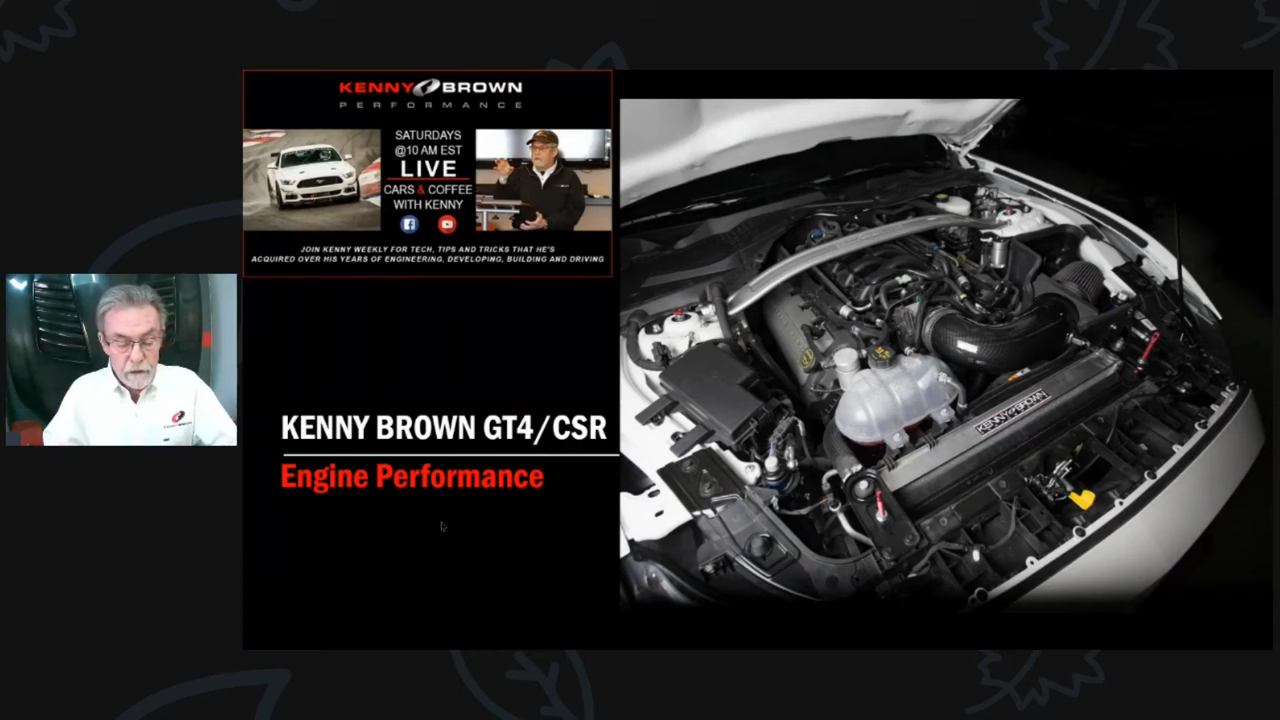 KENNY BROWN
PERFORMANCE
SATURDAYS
@10 AM EST
LIVE
CARS & COFFEE
WITH KENNY
JOIN KENNY WEEKLY FOR TECH, TIPS AND TRICKS THAT HE'S
ACQUIRED OVER HIS YEARS OF ENGINEERING, DEVELOPING, BUILDING AND DRIVING
KENNY BROWN GT4/CSR
Engine Performance
KENNY BROWN